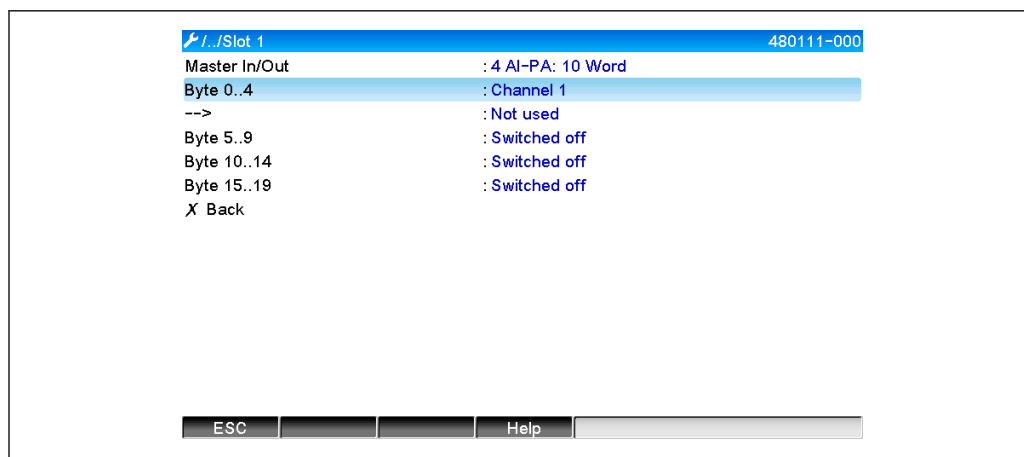 /../Slot 1 480111-000
Master In/Out : 4 AI-PA: 10 Word
Byte 0..4 : Channel 1
--> : Not used
Byte 5..9 : Switched off
Byte 10..14 : Switched off
Byte 15..19 : Switched off
X Back
ESC Help